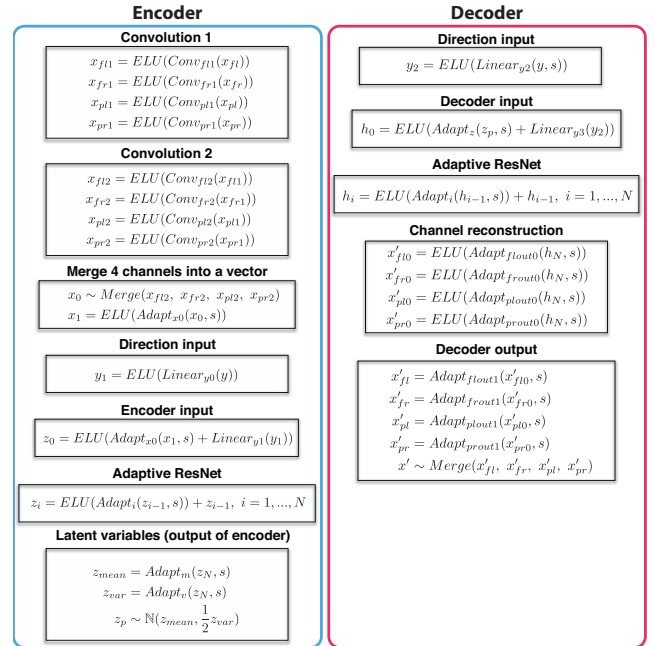 Encoder
Convolution 1
x_{fl1} = ELU(Conv_{fl1}(x_{fl}))
x_{fr1} = ELU(Conv_{fr1}(x_{fr}))
x_{pl1} = ELU(Conv_{pl1}(x_{pl}))
x_{pr1} = ELU(Conv_{pr1}(x_{pr}))
Convolution 2
x_{fl2} = ELU(Conv_{fl2}(x_{fl1}))
x_{fr2} = ELU(Conv_{fr2}(x_{fr1}))
x_{pl2} = ELU(Conv_{pl2}(x_{pl1}))
x_{pr2} = ELU(Conv_{pr2}(x_{pr1}))
Merge 4 channels into a vector
x_0 ∼ Merge(x_{fl2}, x_{fr2}, x_{pl2}, x_{pr2})
x_1 = ELU(Adapt_{x0}(x_0, s))
Direction input
y_1 = ELU(Linear_{y0}(y))
Encoder input
z_0 = ELU(Adapt_{x0}(x_1, s) + Linear_{y1}(y_1))
Adaptive ResNet
z_i = ELU(Adapt_i(z_{i-1}, s)) + z_{i-1}, i = 1, ..., N
Latent variables (output of encoder)
z_{mean} = Adapt_m(z_N, s)
z_{var} = Adapt_v(z_N, s)
z_p ∼ ℕ(z_{mean}, \frac{1}{2}z_{var})
Decoder
Direction input
y_2 = ELU(Linear_{y2}(y, s))
Decoder input
h_0 = ELU(Adapt_z(z_p, s) + Linear_{y3}(y_2))
Adaptive ResNet
h_i = ELU(Adapt_i(h_{i-1}, s)) + h_{i-1}, i = 1, ..., N
Channel reconstruction
x'_{fl0} = ELU(Adapt_{flout0}(h_N, s))
x'_{fr0} = ELU(Adapt_{frout0}(h_N, s))
x'_{pl0} = ELU(Adapt_{plout0}(h_N, s))
x'_{pr0} = ELU(Adapt_{prout0}(h_N, s))
Decoder output
x'_{fl} = Adapt_{flout1}(x'_{fl0}, s)
x'_{fr} = Adapt_{frout1}(x'_{fr0}, s)
x'_{pl} = Adapt_{plout1}(x'_{pl0}, s)
x'_{pr} = Adapt_{prout1}(x'_{pr0}, s)
x' ∼ Merge(x'_{fl}, x'_{fr}, x'_{pl}, x'_{pr})